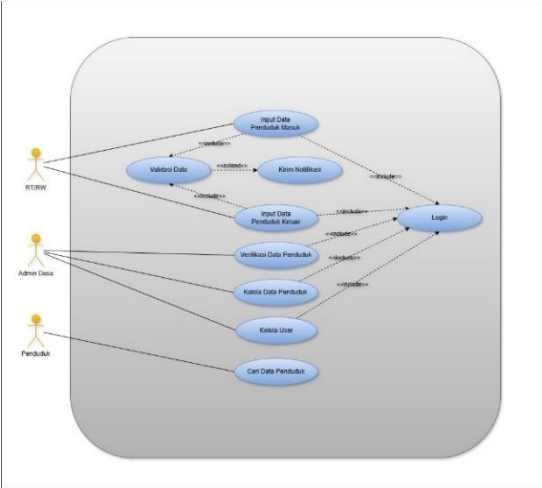 Input Data
Penduduk Masuk
<<include>>
Validasi Data
<<extend>>
Kirim Notifikasi
<<include>>
RT/RW
<<include>>
Input Data
Penduduk Keluar
<<include>>
Login
<<include>>
Verifikasi Data Penduduk
<<include>>
Admin Desa
Kelola Data Penduduk
<<include>>
Kelola User
Penduduk
Cari Data Penduduk